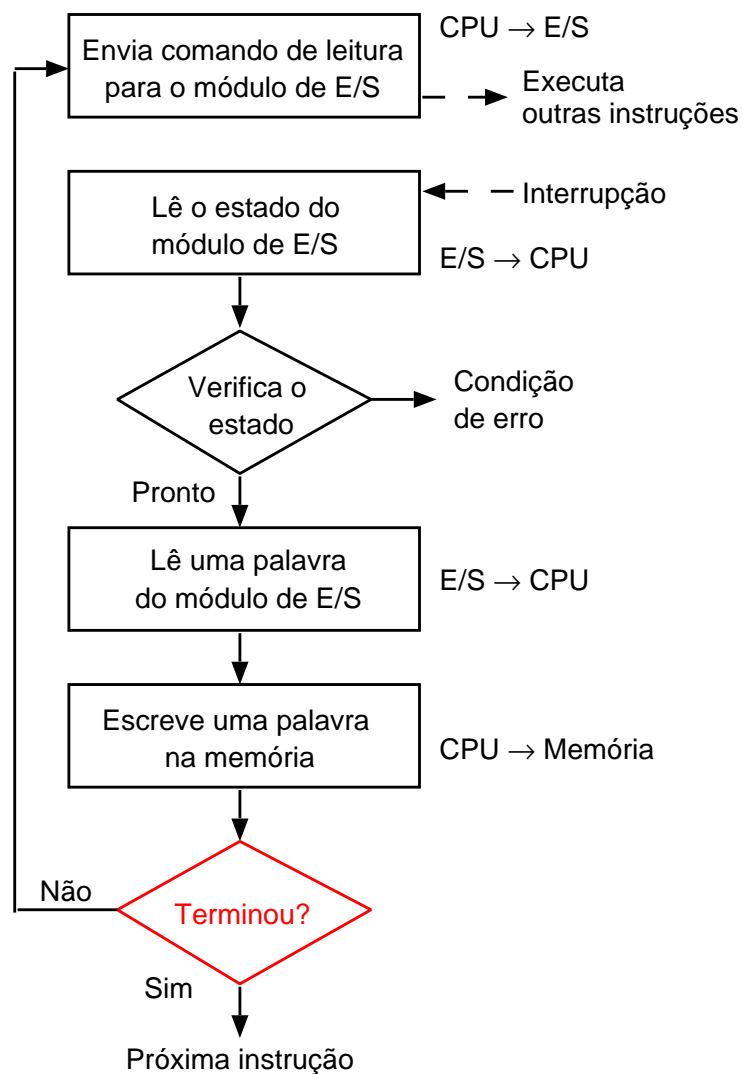 CPU → E/S
Envia comando de leitura
para o módulo de E/S
Executa
outras instruções
Interrupção
Lê o estado do
módulo de E/S
E/S → CPU
Verifica o
estado
Condição
de erro
Pronto
Lê uma palavra
do módulo de E/S
E/S → CPU
Escreve uma palavra
na memória
CPU → Memória
Não
Terminou?
Sim
Próxima instrução